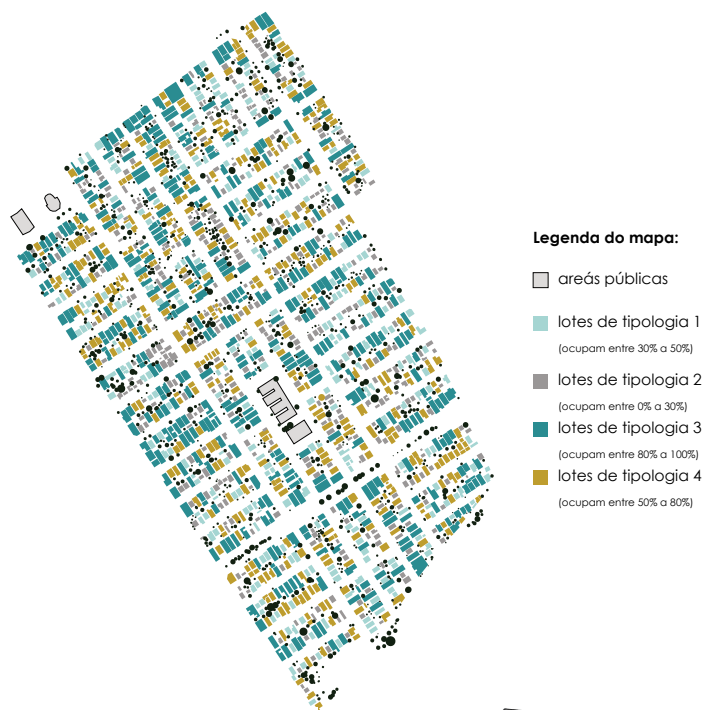 Legenda do mapa:
areás públicas
lotes de tipologia 1
(ocupam entre 30% a 50%)
lotes de tipologia 2
(ocupam entre 0% a 30%)
lotes de tipologia 3
(ocupam entre 80% a 100%)
lotes de tipologia 4
(ocupam entre 50% a 80%)